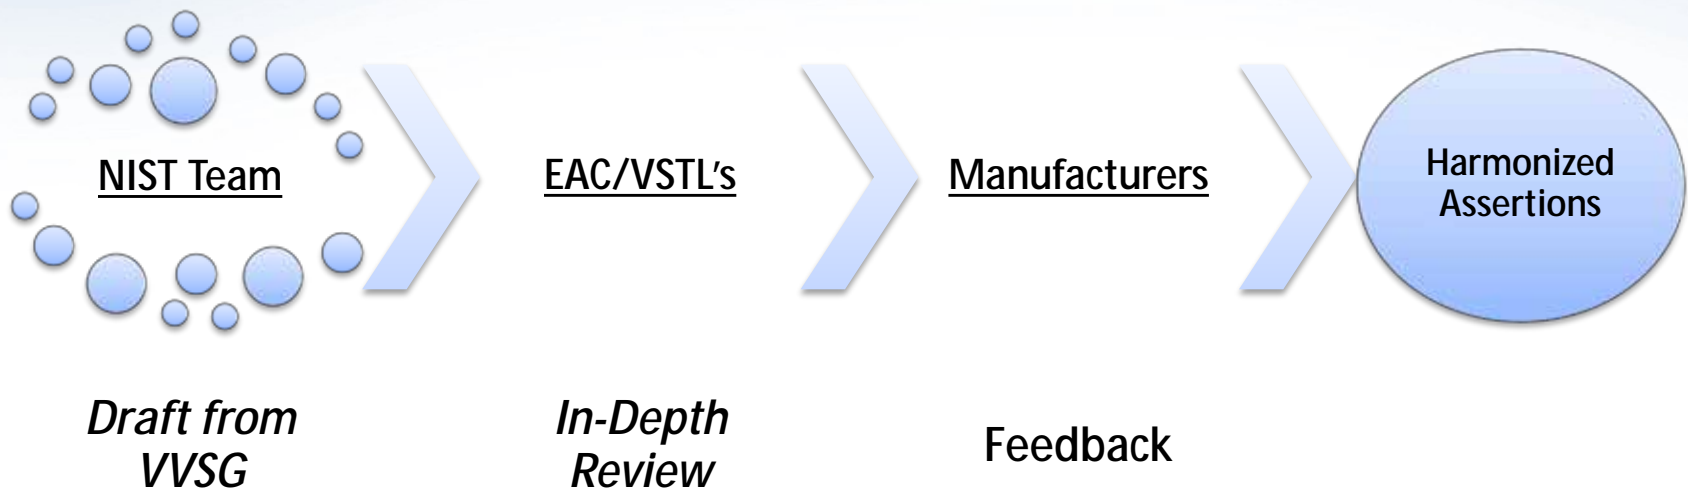 NIST Team
EAC/VSTL's
Manufacturers
Harmonized
Assertions
Draft from
VVSG
In-Depth
Review
Feedback